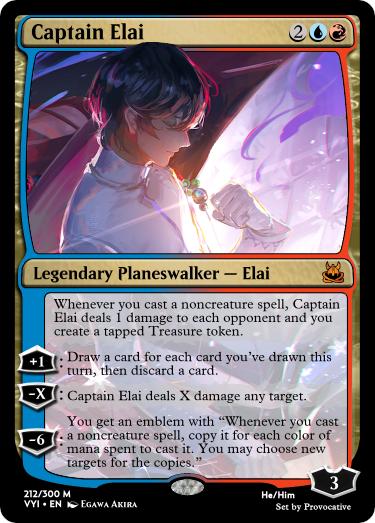 Captain Elai 2
Legendary Planeswalker — Elai
Whenever you cast a noncreature spell, Captain
Elai deals 1 damage to each opponent and you
create a tapped Treasure token.
+1 : Draw a card for each card you've drawn this
turn, then discard a card.
-X : Captain Elai deals X damage any target.
You get an emblem with “Whenever you cast
-6 : a noncreature spell, copy it for each color of
mana spent to cast it. You may choose new
targets for the copies.”
3
212/300 M He/Him
VYI • EN Egawa Akira Set by Provocative